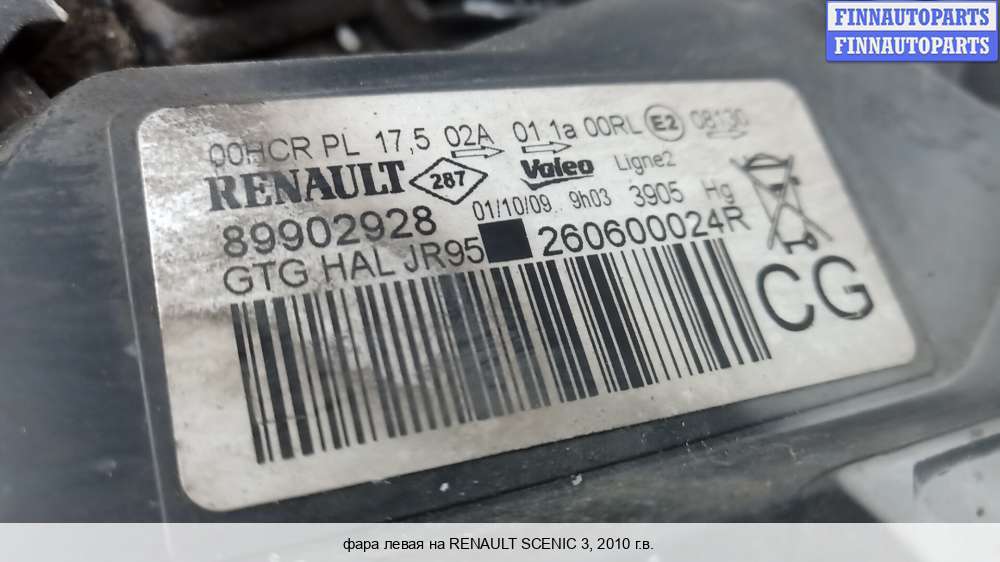 FINNAUTOPARTS
FINNAUTOPARTS
00HCR PL 17,5 02A 01 1a 00RL E2 08130
RENAULT 287 Valeo Ligne2
89902928 01/10/09.. 9h03 3905 Hg
GTG HAL JR95 260600024R
CG
фара левая на RENAULT SCENIC 3, 2010 г.в.